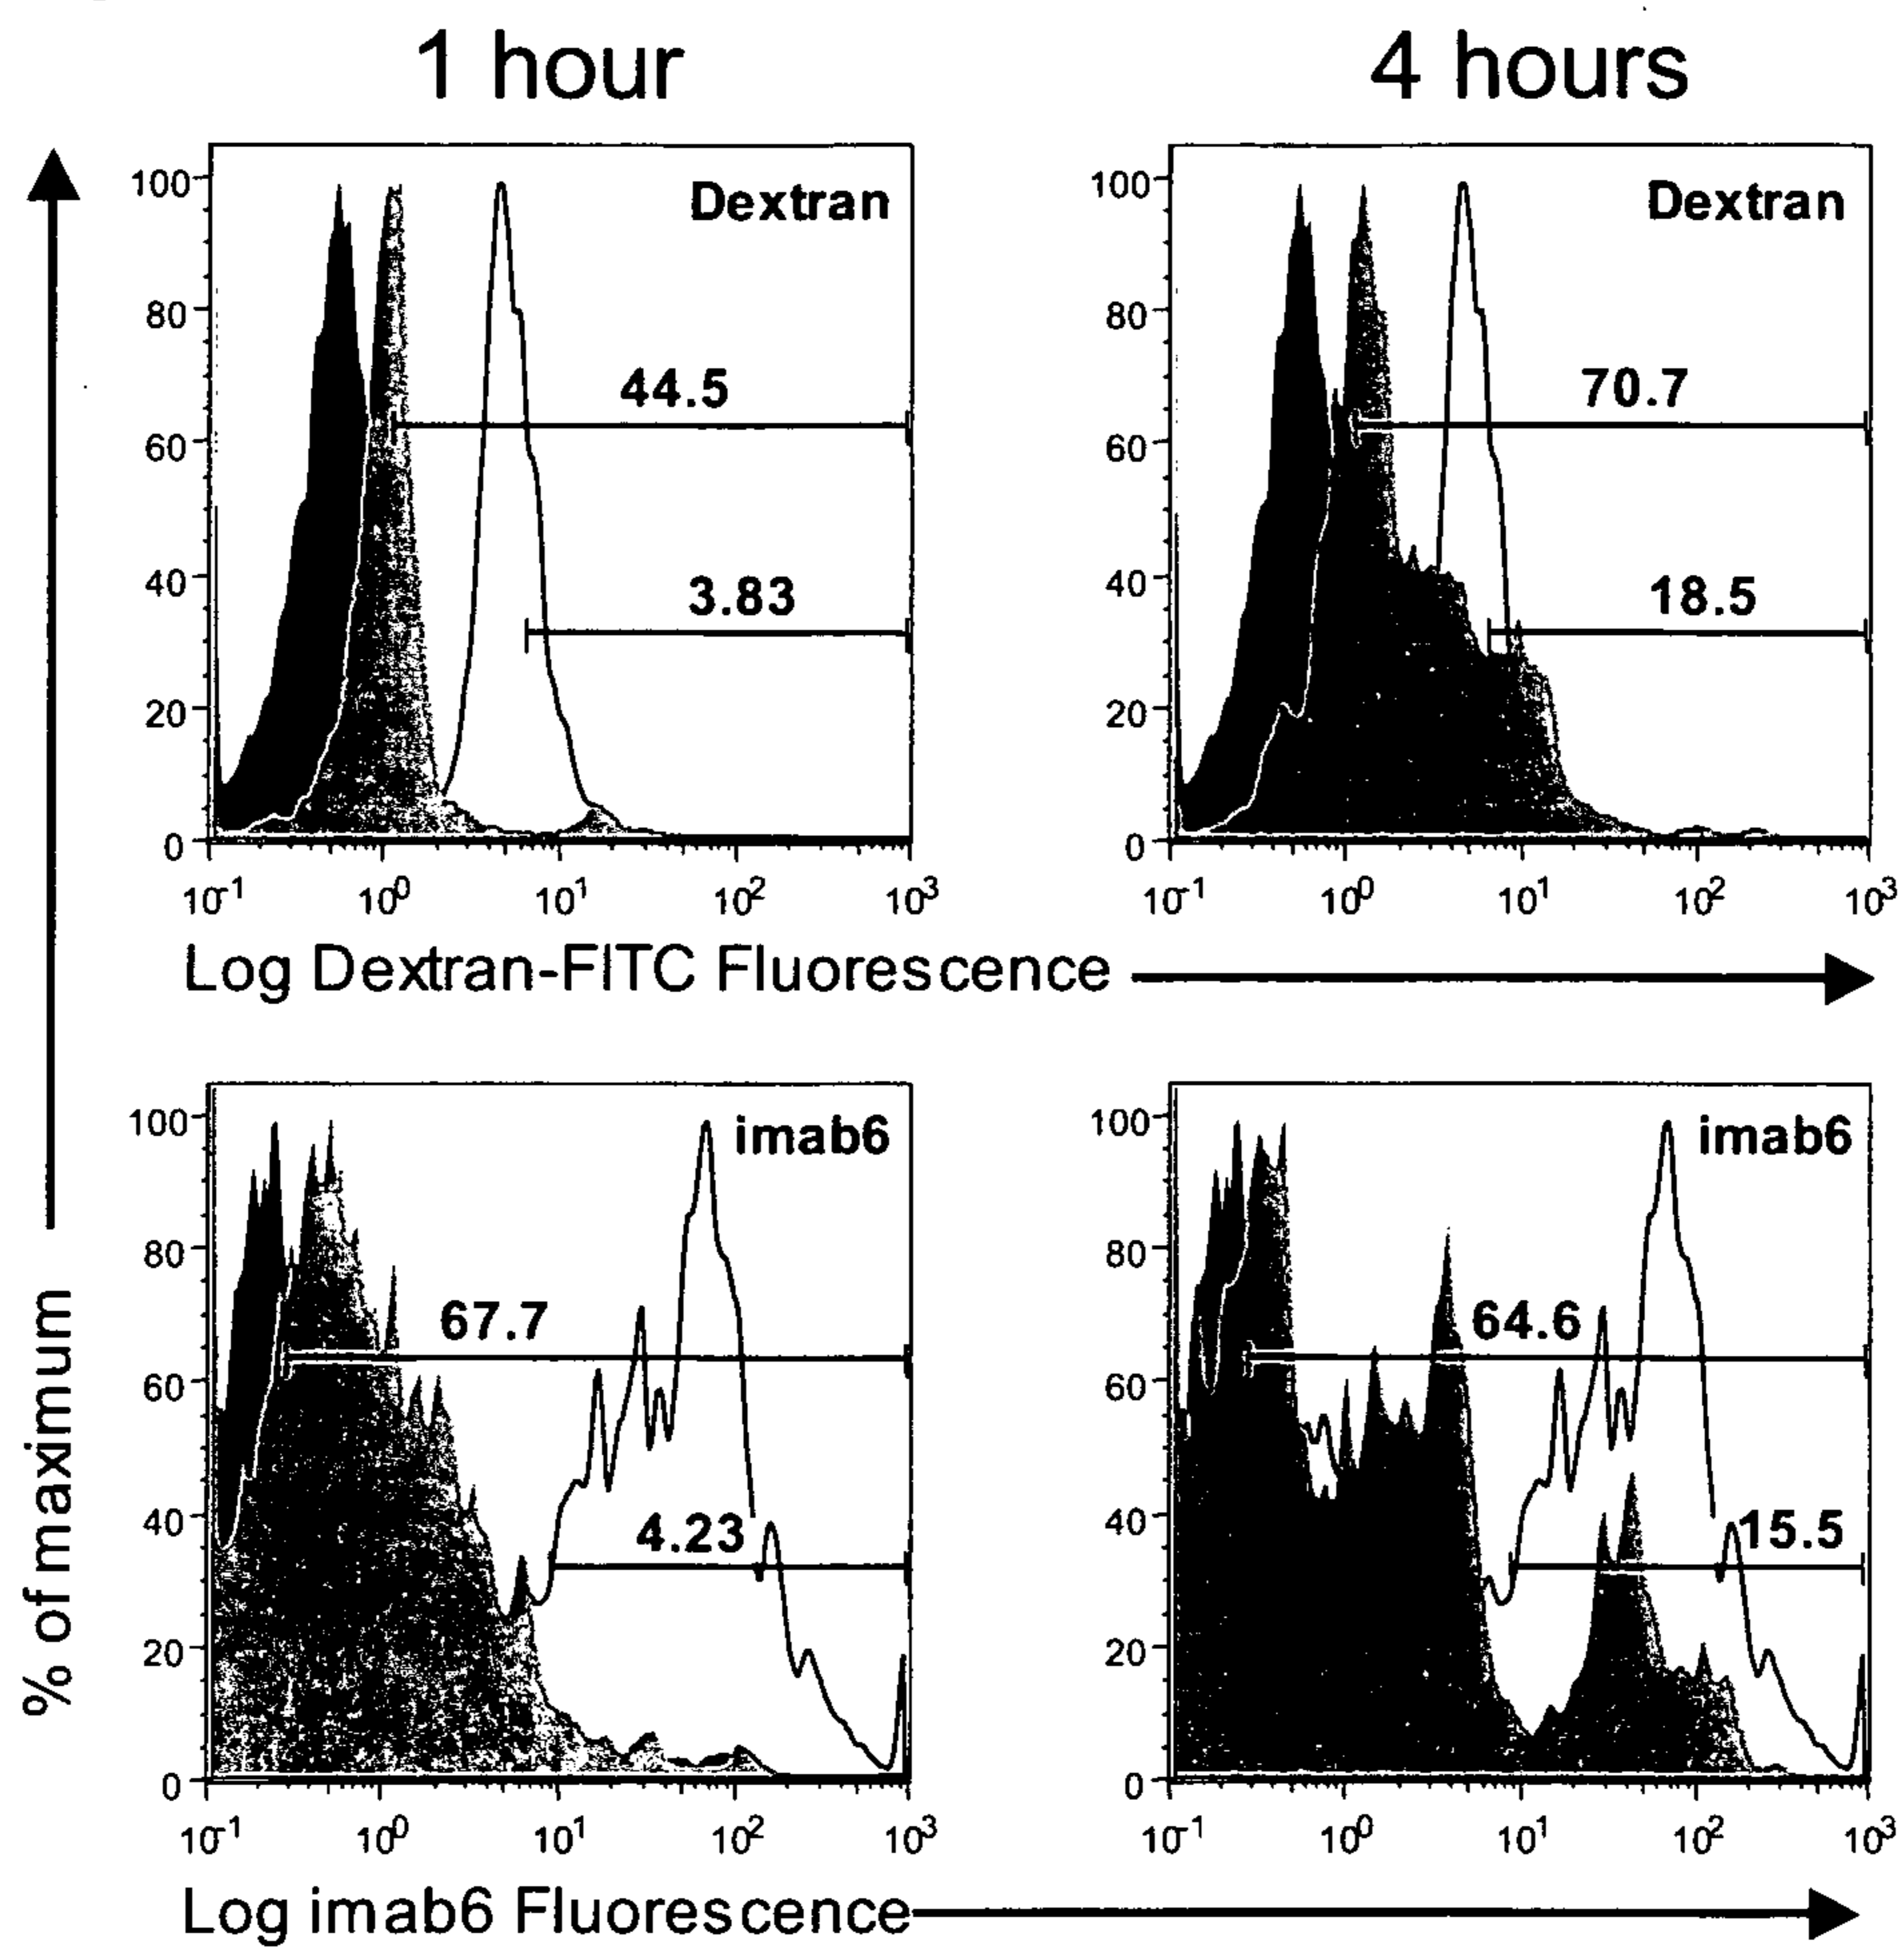 1 hour 4 hours
100 Dextran 100 Dextran
80 80
44.5 70.7
60 60
3.83 18.5
40 40
20 20
0 0
10-1 100 101 102 103 10-1 100 101 102 103
Log Dextran-FITC Fluorescence
100 imab6 100 imab6
80 80
67.7 64.6
60 60
4.23 15.5
40 40
20 20
0 0
10-1 100 101 102 103 10-1 100 101 102 103
Log imab6 Fluorescence
% of maximum